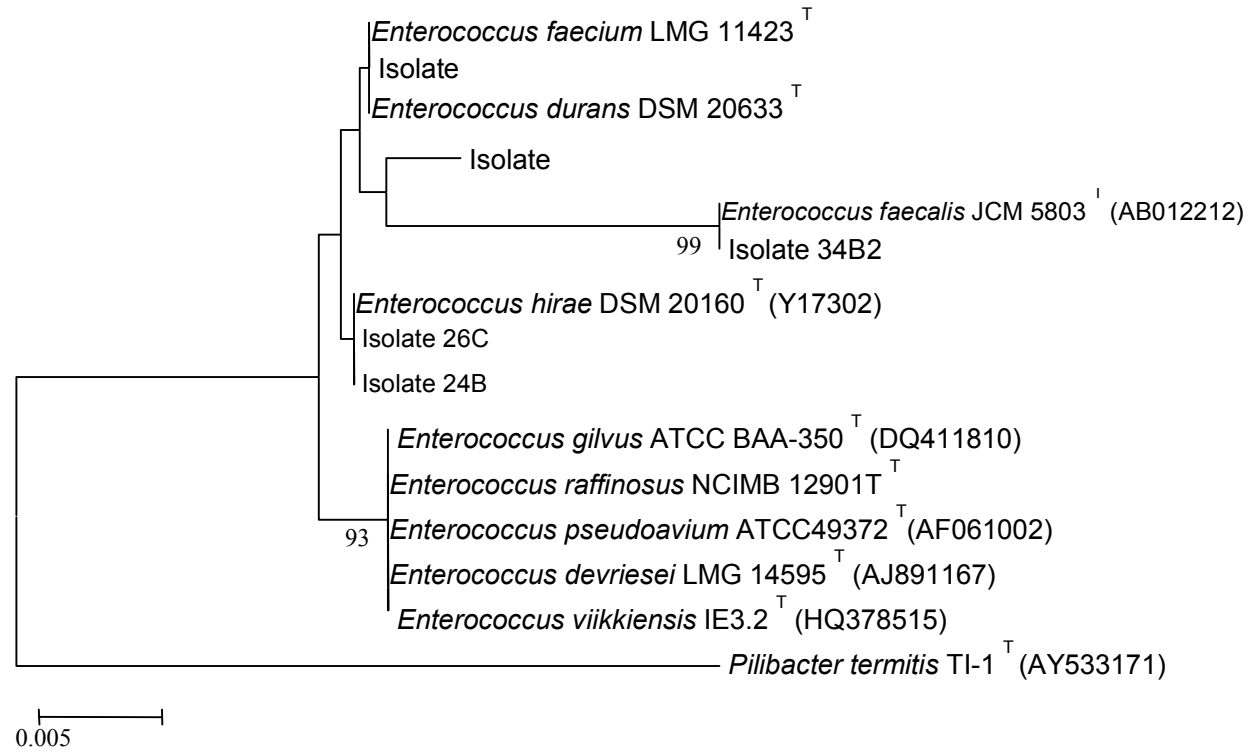 Enterococcus faecium LMG 11423 T
Isolate
Enterococcus durans DSM 20633 T
Isolate
Enterococcus faecalis JCM 5803 T (AB012212)
99
Isolate 34B2
Enterococcus hirae DSM 20160 T (Y17302)
Isolate 26C
Isolate 24B
Enterococcus gilvus ATCC BAA-350 T (DQ411810)
Enterococcus raffinosus NCIMB 12901T T
93
Enterococcus pseudoavium ATCC49372 T (AF061002)
Enterococcus devriesei LMG 14595 T (AJ891167)
Enterococcus viikkiensis IE3.2 T (HQ378515)
Pilibacter termitis TI-1 T (AY533171)
0.005